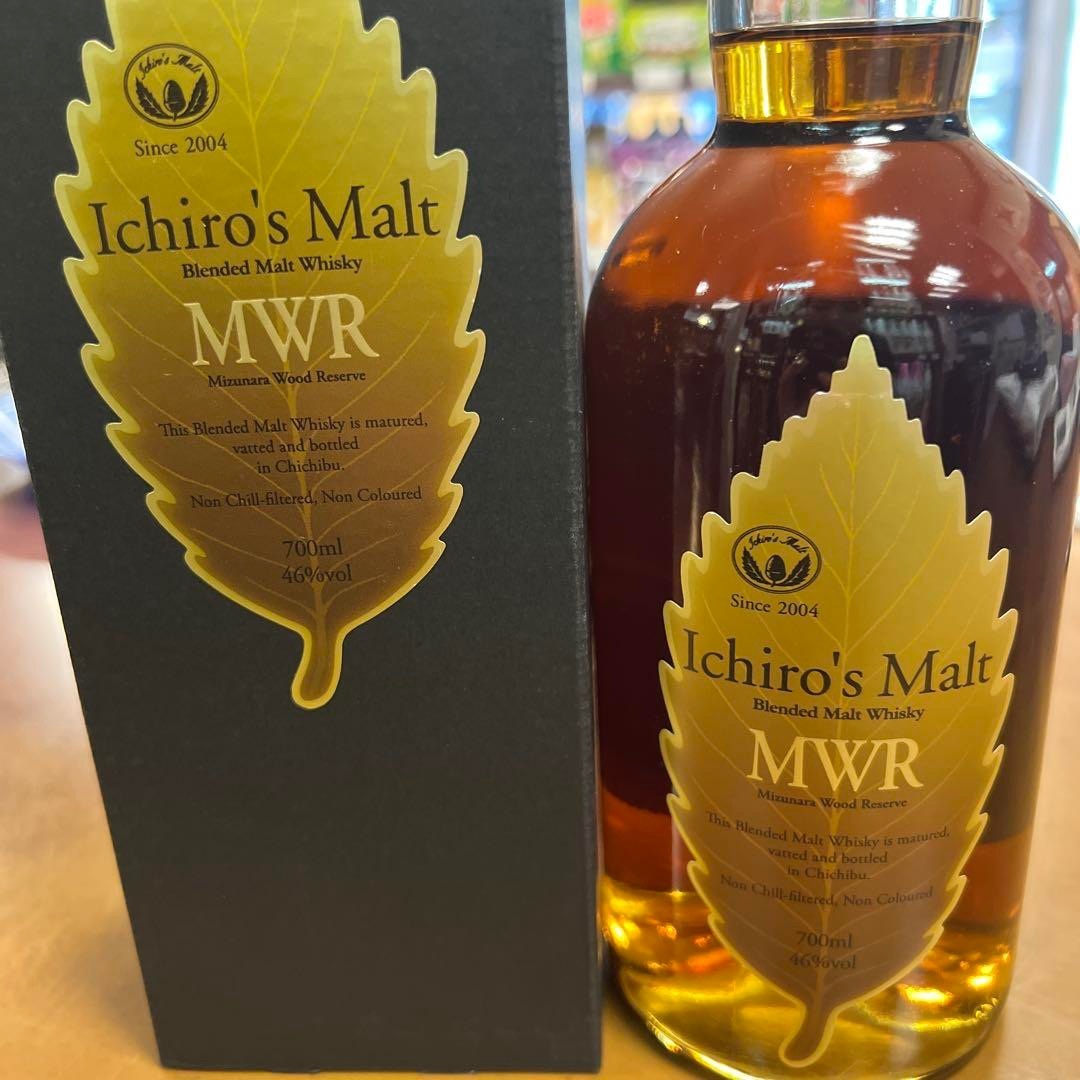 Ichiro's Malt
Since 2004
Ichiro's Malt
Blended Malt Whisky
MWR
Mizunara Wood Reserve
This Blended Malt Whisky is matured,
vatted and bottled
in Chichibu.
Non Chill-filtered, Non Coloured
700ml
46%vol
Ichiro's Malt
Since 2004
Ichiro's Malt
Blended Malt Whisky
MWR
Mizunara Wood Reserve
This Blended Malt Whisky is matured,
vatted and bottled
in Chichibu.
Non Chill-filtered, Non Coloured
700ml
46%vol